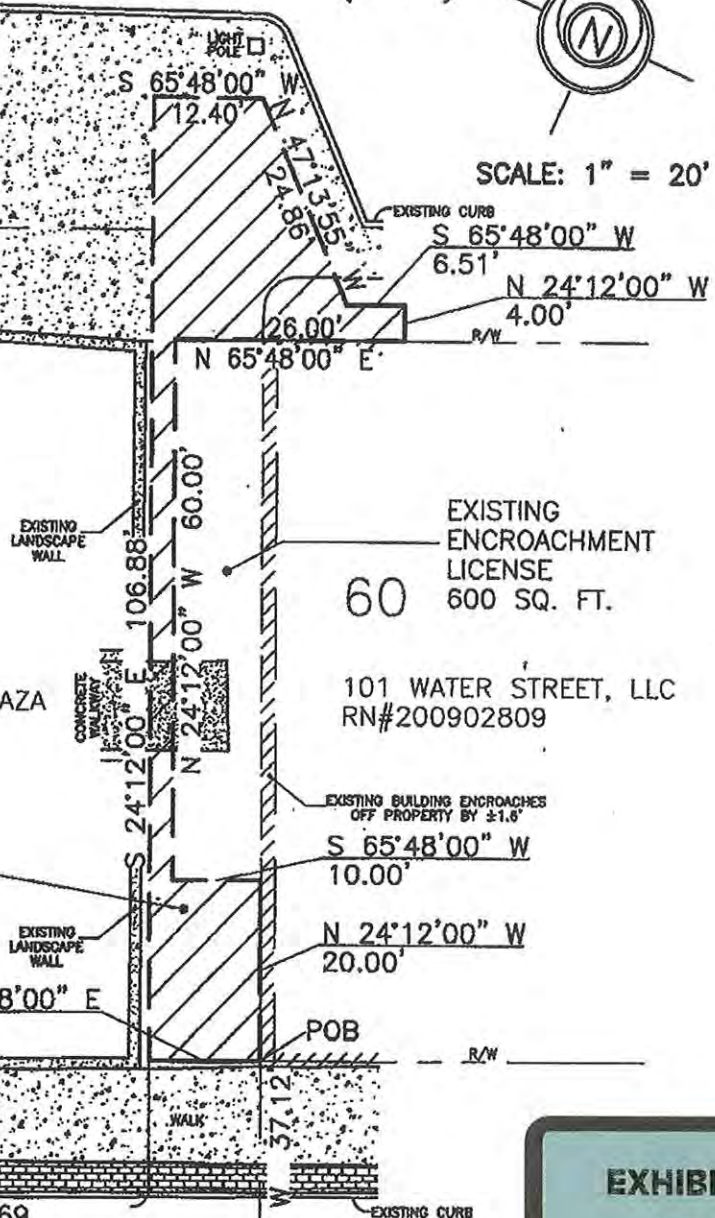 LIGHT
POLE
N
S 65°48'00" W
12.40'
N 47°13'55" W
24.86'
SCALE: 1" = 20'
EXISTING CURB
S 65°48'00" W
6.51'
N 24°12'00" W
4.00'
26.00'
R/W
N 65°48'00" E
EXISTING
LANDSCAPE
WALL
S 24°12'00" E 106.88'
N 24°12'00" W 60.00'
EXISTING
ENCROACHMENT
LICENSE
600 SQ. FT.
60
AZA
CONCRETE
WALKWAY
101 WATER STREET, LLC
RN#200902809
EXISTING BUILDING ENCROACHES
OFF PROPERTY BY ±1.6'
S 65°48'00" W
10.00'
EXISTING
LANDSCAPE
WALL
N 24°12'00" W
20.00'
8'00" E
POB
R/W
WALK
W 37.12
EXHIBI
69
EXISTING CURB